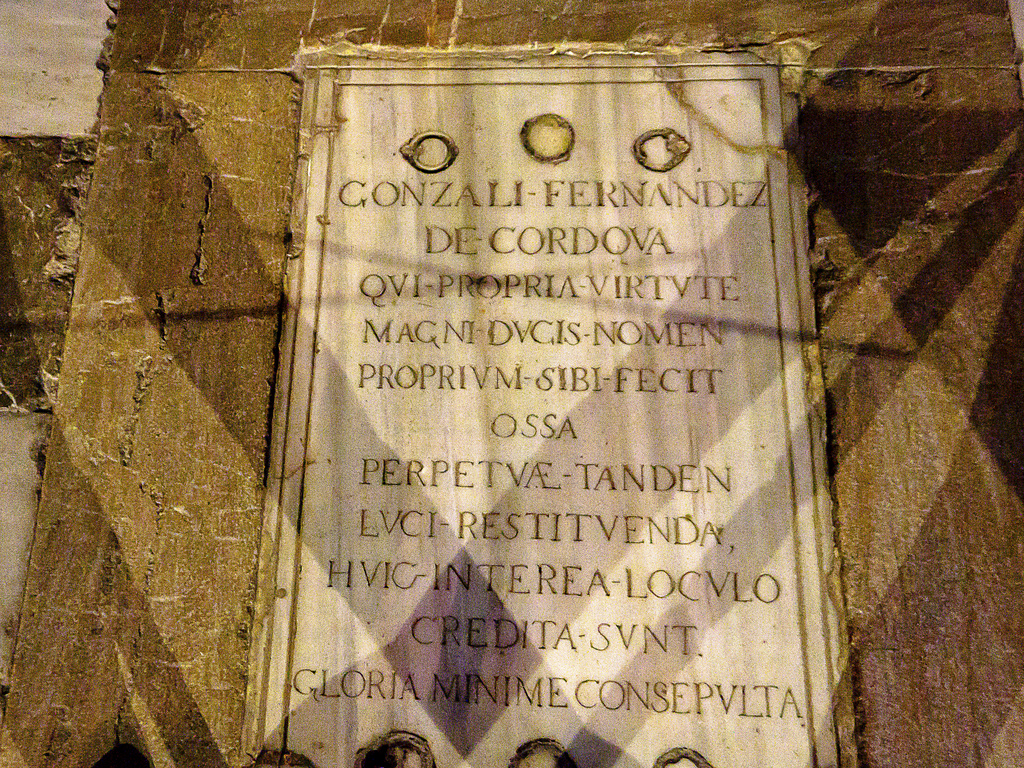 GONZALI-FERNANDEZ
DE-CORDOVA
QVI-PROPRIA-VIRTVTE
MAGNI-DVCIS-NOMEN
PROPRIVM-SIBI-FECIT
OSSA
PERPETVÆ-TANDEN
LVCI-RESTITVENDA,
HVIC-INTEREA-LOCVLO
CREDITA-SVNT.
GLORIA MINIME CONSEPVLTA